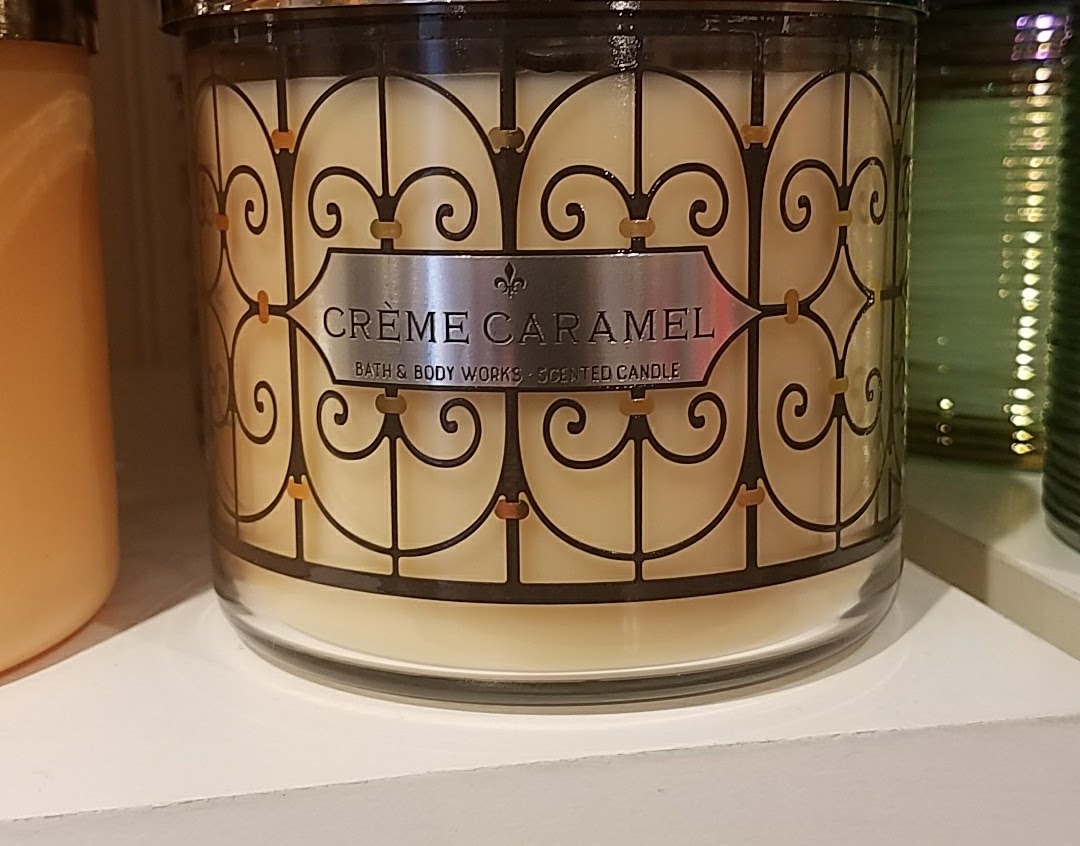 CRÈME CARAMEL
BATH & BODY WORKS · SCENTED CANDLE